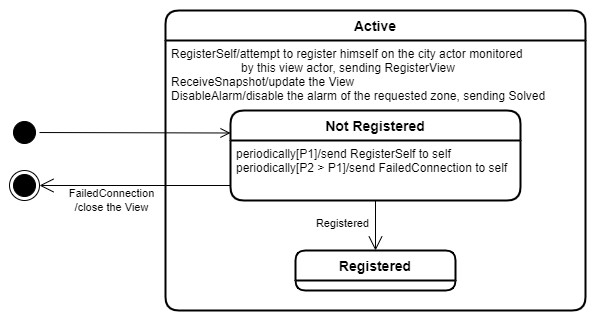 Active
RegisterSelf/attempt to register himself on the city actor monitored
by this view actor, sending RegisterView
ReceiveSnapshot/update the View
DisableAlarm/disable the alarm of the requested zone, sending Solved
Not Registered
periodically[P1]/send RegisterSelf to self
periodically[P2 > P1]/send FailedConnection to self
FailedConnection
/close the View
Registered
Registered